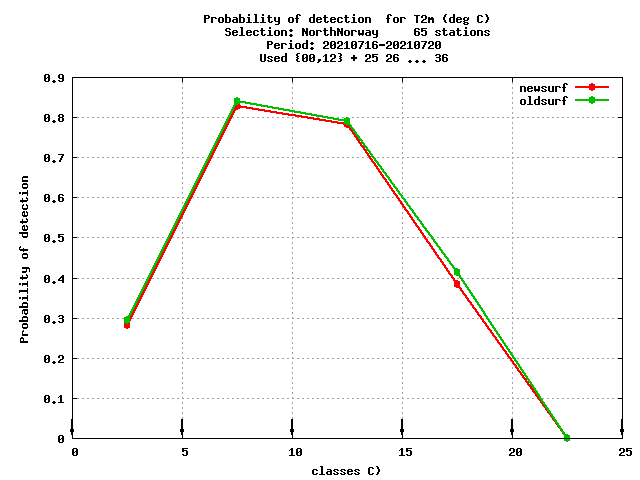 Probability of detection  for T2m (deg C)
Selection: NorthNorway     65 stations
Period: 20210716-20210720
Used {00,12} + 25 26 ... 36
newsurf
oldsurf
0.9
0.8
0.7
0.6
0.5
0.4
0.3
0.2
0.1
0
Probability of detection
0 5 10 15 20 25
classes C)